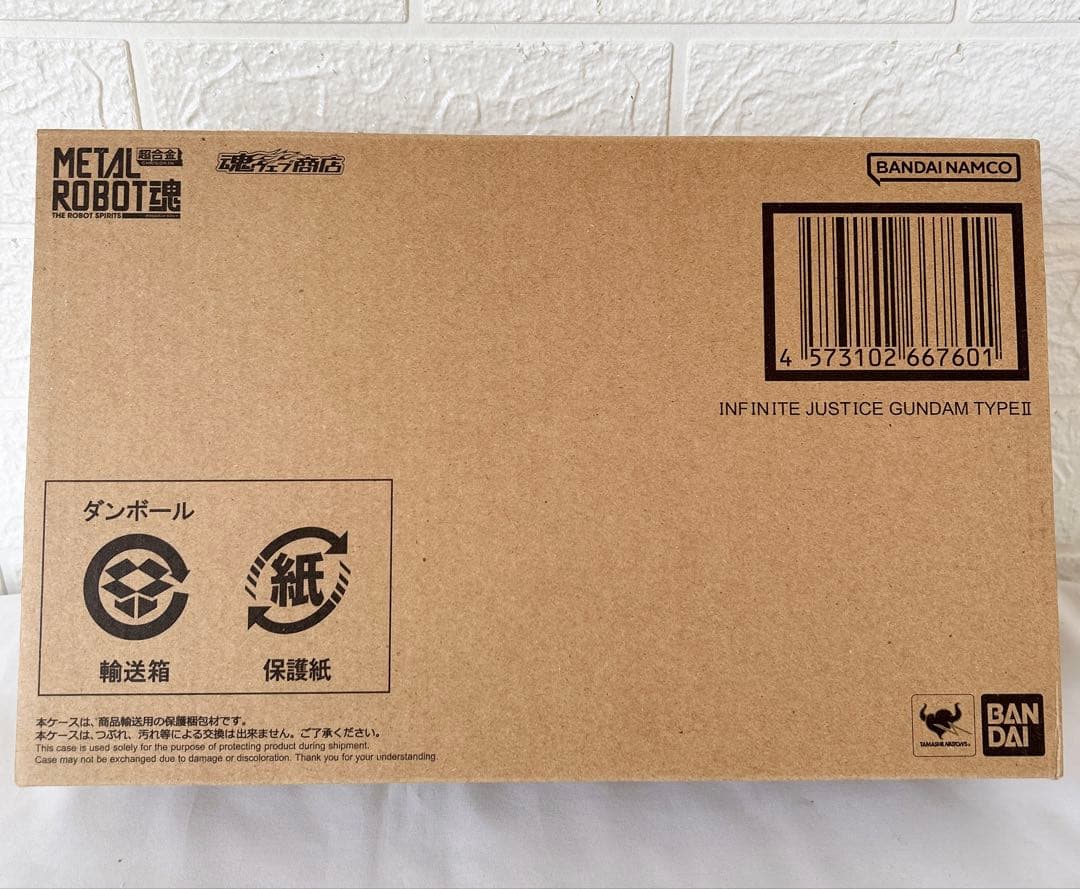 METAL 超合金
ROBOT魂
THE ROBOT SPIRITS
魂ウェブ商店
BANDAI NAMCO
4 573102 667601
INFINITE JUSTICE GUNDAM TYPEⅡ
ダンボール
紙
輸送箱
保護紙
本ケースは、商品輸送用の保護梱包材です。
本ケースは、つぶれ、汚れ等による交換は出来ません。ご了承ください。
This case is used solely for the purpose of protecting product during shipment.
Case may not be exchanged due to damage or discoloration. Thank you for your understanding.
TAMASHII NATIONS
BAN
DAI